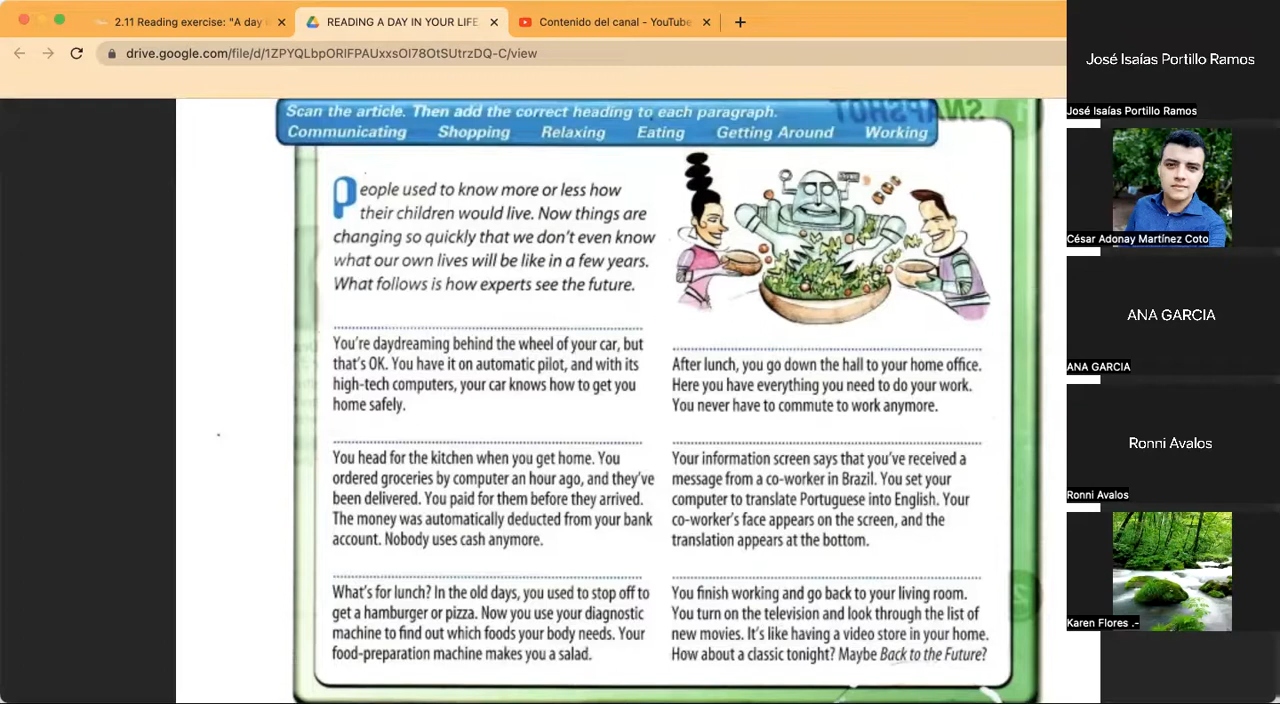 2.11 Reading exercise: "A day i
READING A DAY IN YOUR LIFE
Contenido del canal - YouTube
drive.google.com/file/d/1ZPYQLbpORlFPAUxxsOl78OtSUtrzDQ-C/view
SNAPSHOT
Scan the article. Then add the correct heading to each paragraph.
Communicating Shopping Relaxing Eating Getting Around Working
People used to know more or less how
their children would live. Now things are
changing so quickly that we don't even know
what our own lives will be like in a few years.
What follows is how experts see the future.
You're daydreaming behind the wheel of your car, but
that's OK. You have it on automatic pilot, and with its
high-tech computers, your car knows how to get you
home safely.
You head for the kitchen when you get home. You
ordered groceries by computer an hour ago, and they've
been delivered. You paid for them before they arrived.
The money was automatically deducted from your bank
account. Nobody uses cash anymore.
What's for lunch? In the old days, you used to stop off to
get a hamburger or pizza. Now you use your diagnostic
machine to find out which foods your body needs. Your
food-preparation machine makes you a salad.
After lunch, you go down the hall to your home office.
Here you have everything you need to do your work.
You never have to commute to work anymore.
Your information screen says that you've received a
message from a co-worker in Brazil. You set your
computer to translate Portuguese into English. Your
co-worker's face appears on the screen, and the
translation appears at the bottom.
You finish working and go back to your living room.
You turn on the television and look through the list of
new movies. It's like having a video store in your home.
How about a classic tonight? Maybe Back to the Future?
José Isaías Portillo Ramos
José Isaías Portillo Ramos
César Adonay Martínez Coto
ANA GARCIA
ANA GARCIA
Ronni Avalos
Ronni Avalos
Karen Flores .-